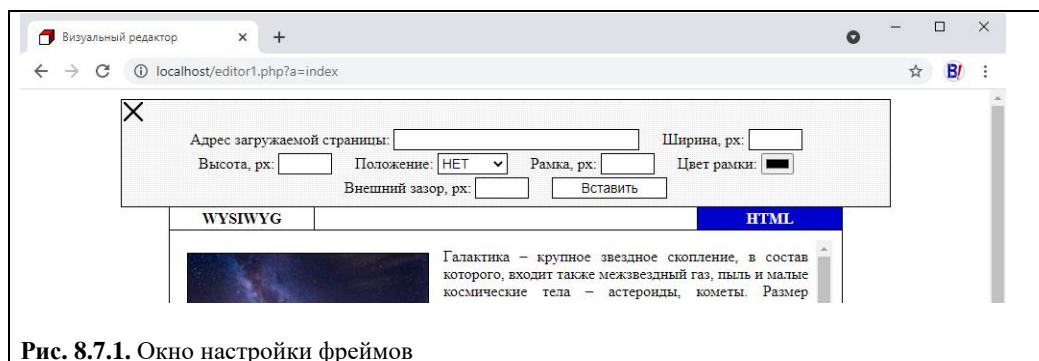 Визуальный редактор
localhost/editor1.php?a=index
B!
Адрес загружаемой страницы: Ширина, px:
Высота, px: Положение: НЕТ Рамка, px: Цвет рамки:
Внешний зазор, px: Вставить
WYSIWYG HTML
Галактика – крупное звездное скопление, в состав
которого, входит также межзвездный газ, пыль и малые
космические тела – астероиды, кометы. Размер
Рис. 8.7.1. Окно настройки фреймов